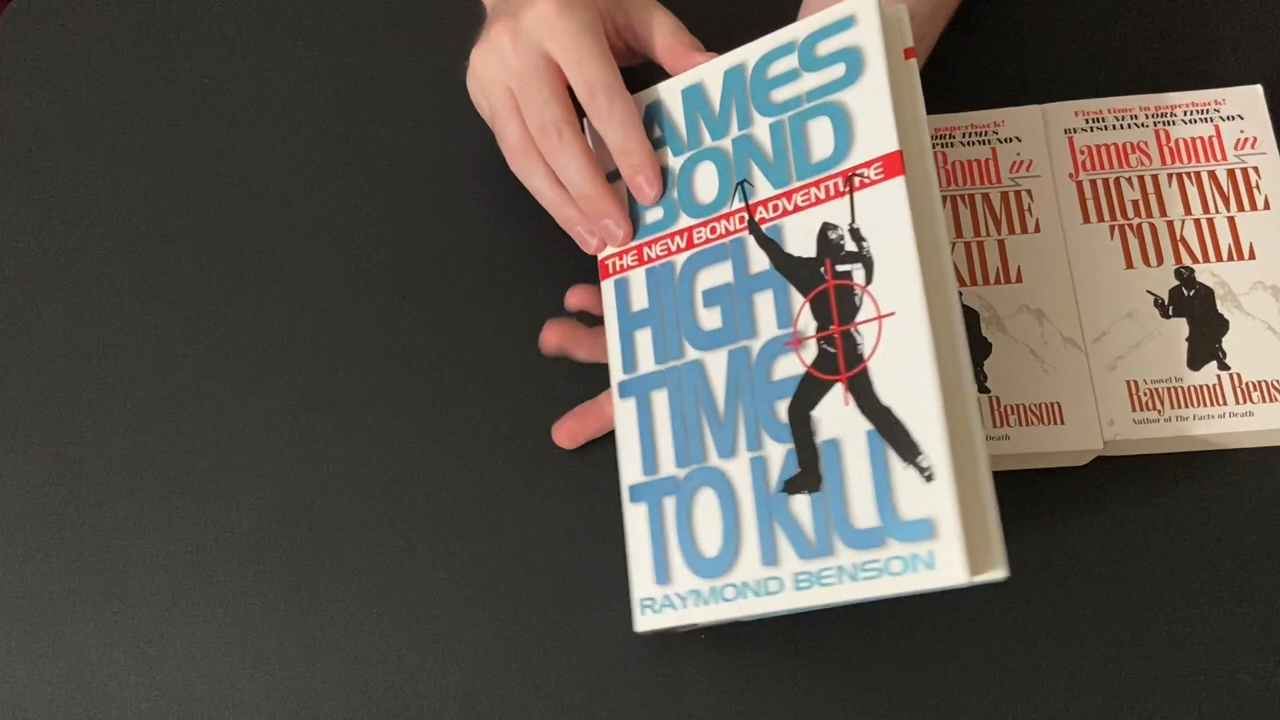 JAMES
BOND
THE NEW BOND ADVENTURE
HIGH
TIME
TO KILL
RAYMOND BENSON
paperback!
TIMES
PHENOMENON
Bond in
TIME
KILL
Benson
Death
First time in paperback!
THE NEW YORK TIMES
BESTSELLING PHENOMENON
James Bond in
HIGH TIME
TO KILL
A novel by
Raymond Bens
Author of The Facts of Death